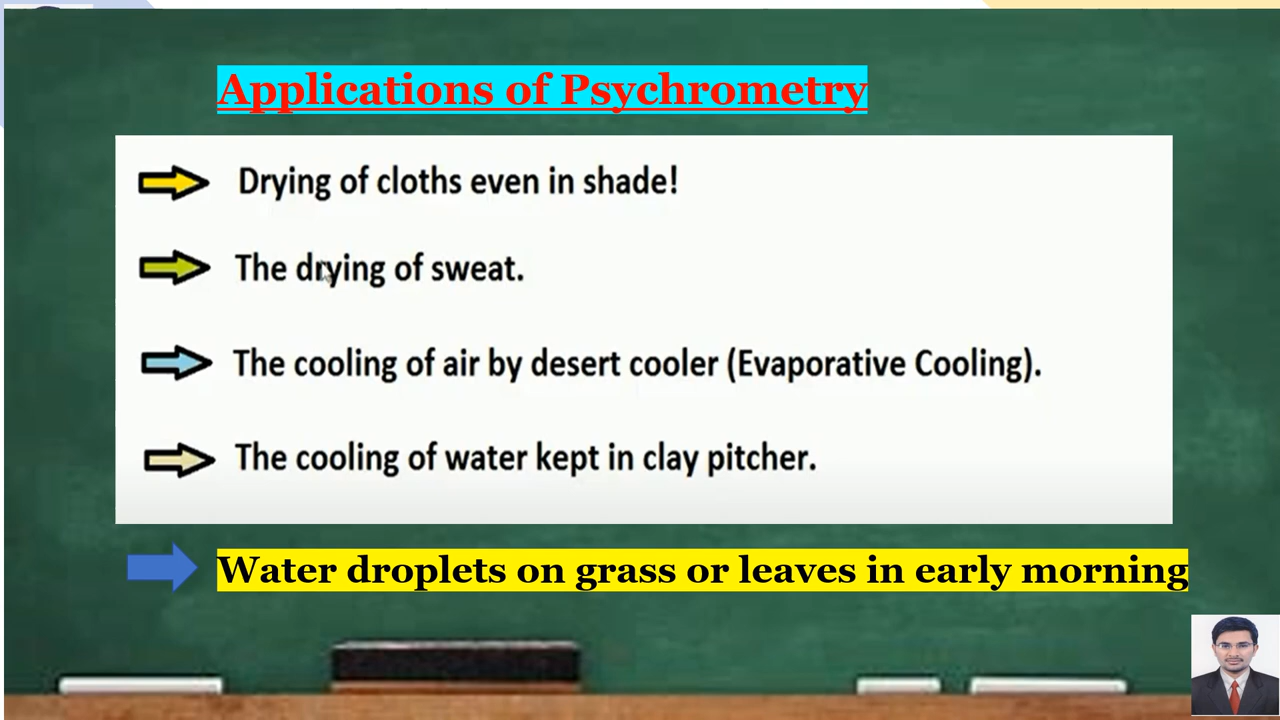 Applications of Psychrometry
Drying of cloths even in shade!
The drying of sweat.
The cooling of air by desert cooler (Evaporative Cooling).
The cooling of water kept in clay pitcher.
Water droplets on grass or leaves in early morning